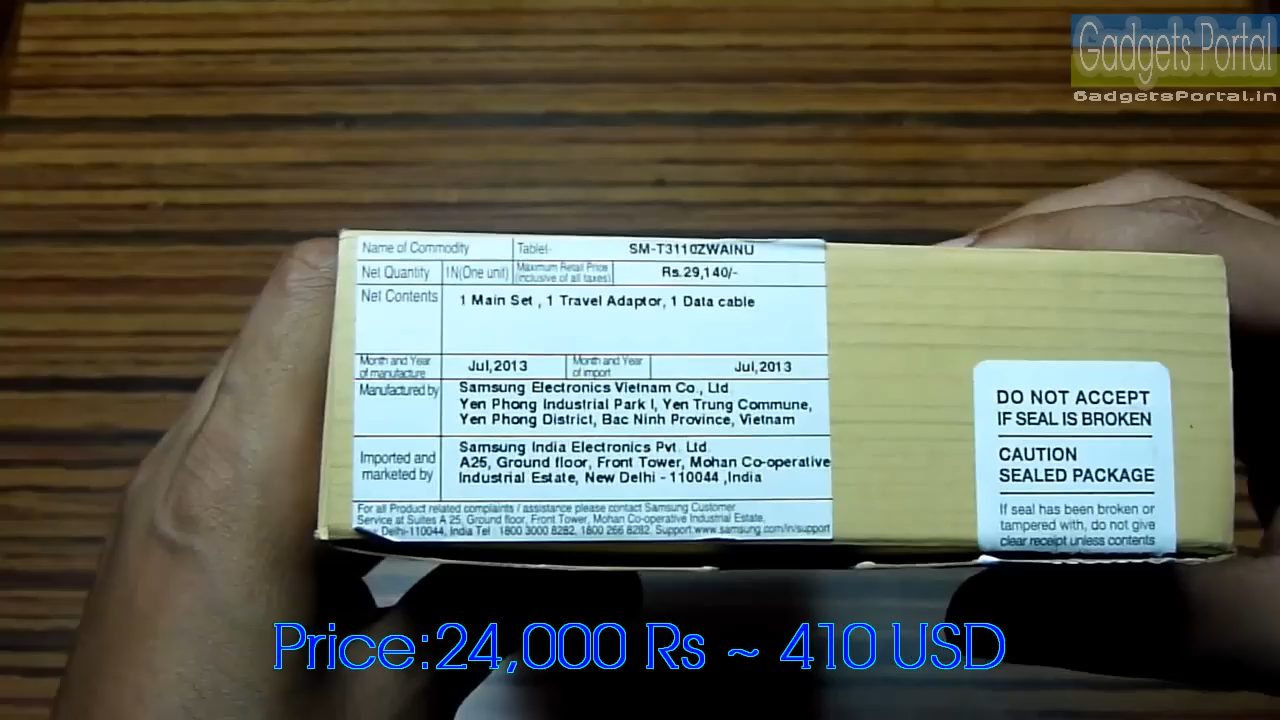 Gadgets Portal
GadgetsPortal.in
Name of Commodity Tablet- SM-T3110ZWAINU
Net Quantity 1N(One unit) Maximum Retail Price (inclusive of all taxes) Rs.29,140/-
Net Contents 1 Main Set , 1 Travel Adaptor, 1 Data cable
Month and Year of manufacture Jul,2013 Month and Year of import Jul,2013
Manufactured by Samsung Electronics Vietnam Co., Ltd
Yen Phong Industrial Park I, Yen Trung Commune,
Yen Phong District, Bac Ninh Province, Vietnam
Imported and marketed by Samsung India Electronics Pvt. Ltd.
A25, Ground floor, Front Tower, Mohan Co-operative
Industrial Estate, New Delhi - 110044 ,India
For all Product related complaints / assistance please contact Samsung Customer
Service at Suites A 25, Ground floor, Front Tower, Mohan Co-operative Industrial Estate,
Delhi-110044, India Tel : 1800 3000 8282, 1800 266 8282, Support:www.samsung.com/in/support
DO NOT ACCEPT
IF SEAL IS BROKEN
CAUTION
SEALED PACKAGE
If seal has been broken or
tampered with, do not give
clear receipt unless contents
Price:24,000 Rs ~ 410 USD